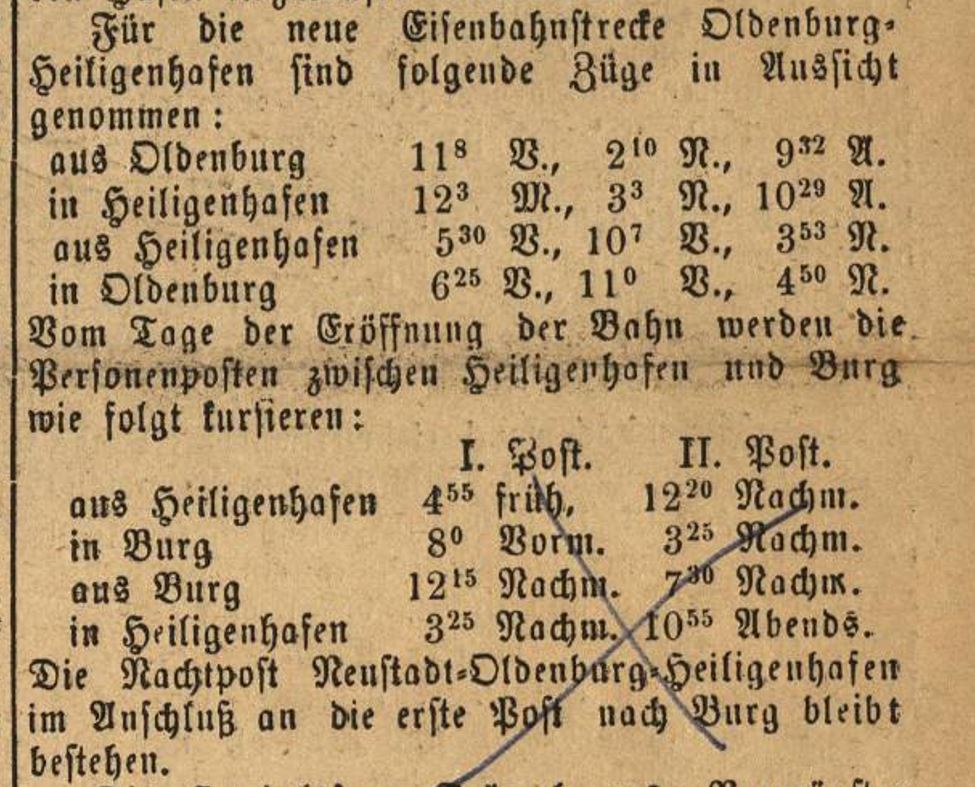 Für die neue Eisenbahnstrecke Oldenburg-
Heiligenhafen sind folgende Züge in Aussicht
genommen:
aus Oldenburg 11⁸ V., 2¹⁰ N., 9³² A.
in Heiligenhafen 12³ M., 3³ N., 10²⁹ A.
aus Heiligenhafen 5³⁰ V., 10⁷ V., 3⁵³ N.
in Oldenburg 6²⁵ V., 11⁰ V., 4⁵⁰ N.
Vom Tage der Eröffnung der Bahn werden die
Personenposten zwischen Heiligenhafen und Burg
wie folgt kursieren:
I. Post. II. Post.
aus Heiligenhafen 4⁵⁵ früh, 12²⁰ Nachm.
in Burg 8⁰ Vorm. 3²⁵ Nachm.
aus Burg 12¹⁵ Nachm. 7³⁰ Nachm.
in Heiligenhafen 3²⁵ Nachm. 10⁵⁵ Abends.
Die Nachtpost Neustadt-Oldenburg-Heiligenhafen
im Anschluß an die erste Post nach Burg bleibt
bestehen.